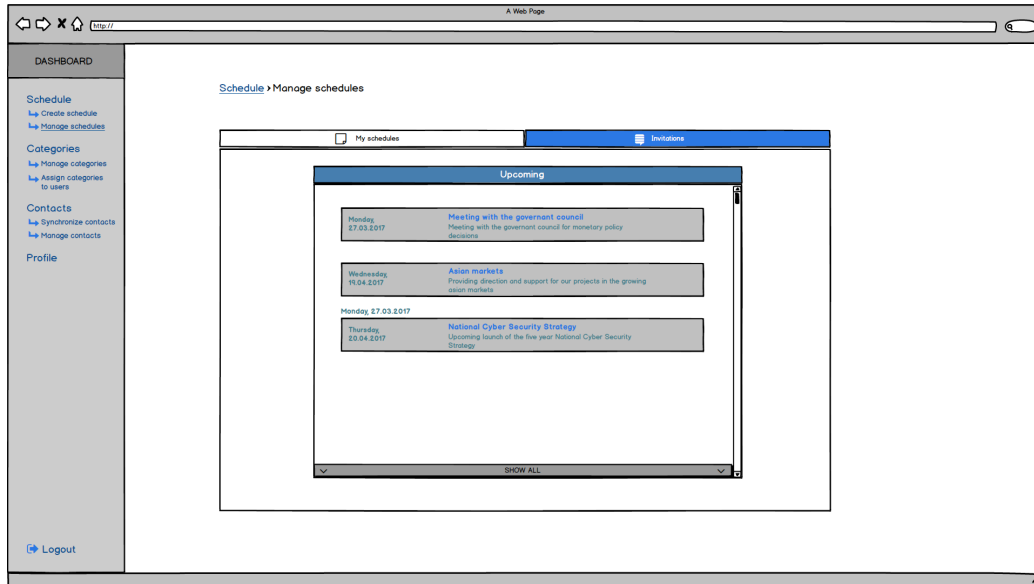 A Web Page
http://
DASHBOARD
Schedule
Create schedule
Manage schedules
Categories
Manage categories
Assign categories
to users
Contacts
Synchronize contacts
Manage contacts
Profile
Logout
Schedule > Manage schedules
My schedules
Invitations
Upcoming
Monday,
27.03.2017
Meeting with the governant council
Meeting with the governant council for monetary policy
decisions
Wednesday,
19.04.2017
Asian markets
Providing direction and support for our projects in the growing
asian markets
Monday, 27.03.2017
Thursday,
20.04.2017
National Cyber Security Strategy
Upcoming launch of the five year National Cyber Security
Strategy
SHOW ALL